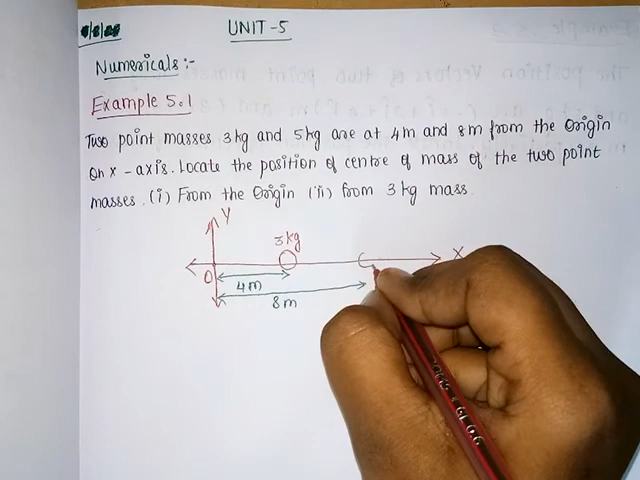 UNIT-5
Numericals:-
Example 5.1
Two point masses 3kg and 5kg are at 4m and 8m from the Origin
On x-axis. Locate the position of centre of mass of the two point
masses. (i) From the Origin (ii) from 3kg mass.
Y
3kg
X
O
4m
8m